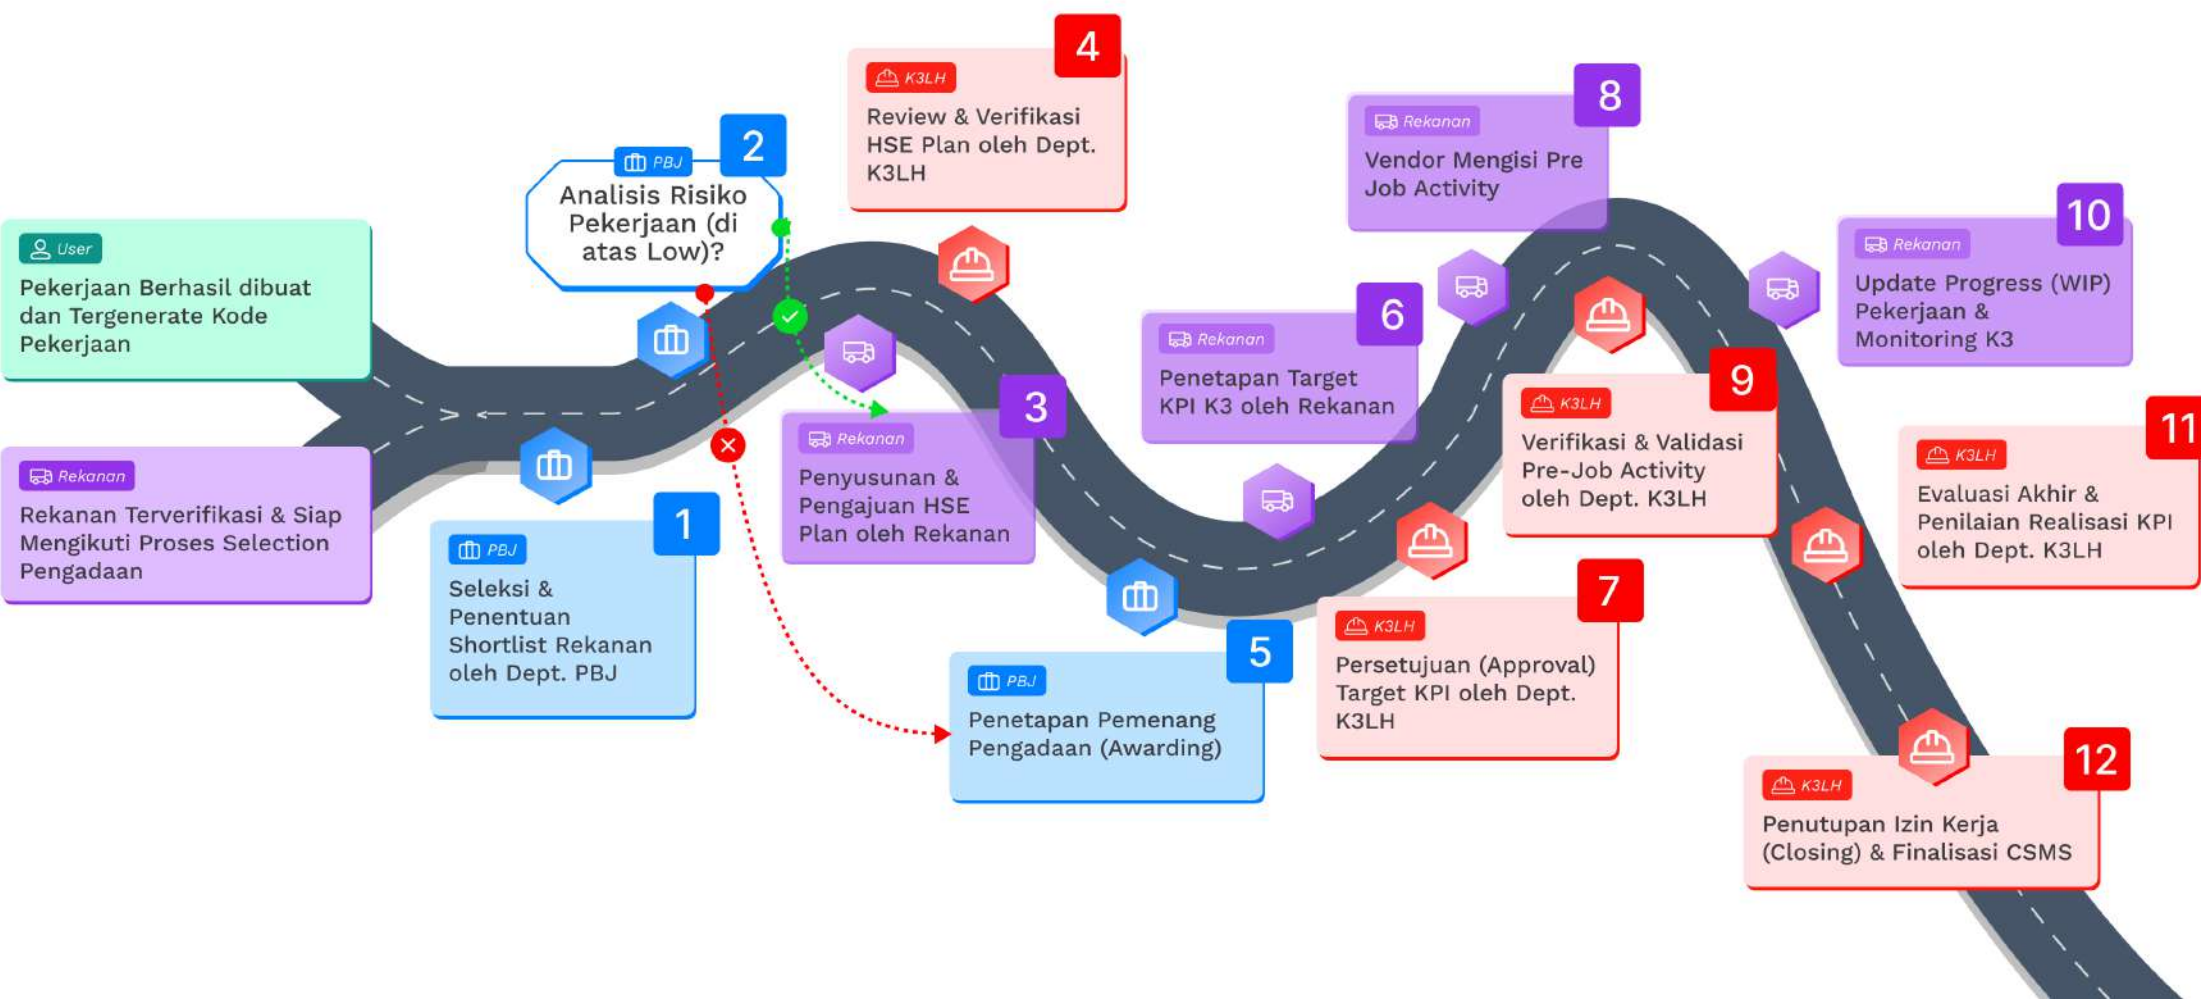 User
Pekerjaan Berhasil dibuat
dan Tergenerate Kode
Pekerjaan
Rekanan
Rekanan Terverifikasi & Siap
Mengikuti Proses Selection
Pengadaan
1
PBJ
Seleksi &
Penentuan
Shortlist Rekanan
oleh Dept. PBJ
2
PBJ
Analisis Risiko
Pekerjaan (di
atas Low)?
3
Rekanan
Penyusunan &
Pengajuan HSE
Plan oleh Rekanan
4
K3LH
Review & Verifikasi
HSE Plan oleh Dept.
K3LH
5
PBJ
Penetapan Pemenang
Pengadaan (Awarding)
6
Rekanan
Penetapan Target
KPI K3 oleh Rekanan
7
K3LH
Persetujuan (Approval)
Target KPI oleh Dept.
K3LH
8
Rekanan
Vendor Mengisi Pre
Job Activity
9
K3LH
Verifikasi & Validasi
Pre-Job Activity
oleh Dept. K3LH
10
Rekanan
Update Progress (WIP)
Pekerjaan &
Monitoring K3
11
K3LH
Evaluasi Akhir &
Penilaian Realisasi KPI
oleh Dept. K3LH
12
K3LH
Penutupan Izin Kerja
(Closing) & Finalisasi CSMS